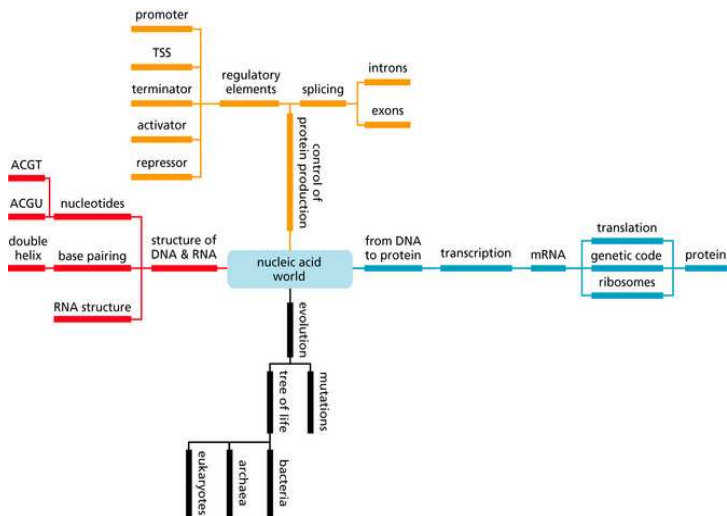 promoter
TSS
terminator
activator
repressor
regulatory
elements
splicing
introns
exons
control of
protein production
ACGT
ACGU
nucleotides
double
helix
base pairing
structure of
DNA & RNA
RNA structure
nucleic acid
world
from DNA
to protein
transcription
mRNA
translation
genetic code
ribosomes
protein
evolution
tree of life
mutations
eukaryotes
archaea
bacteria